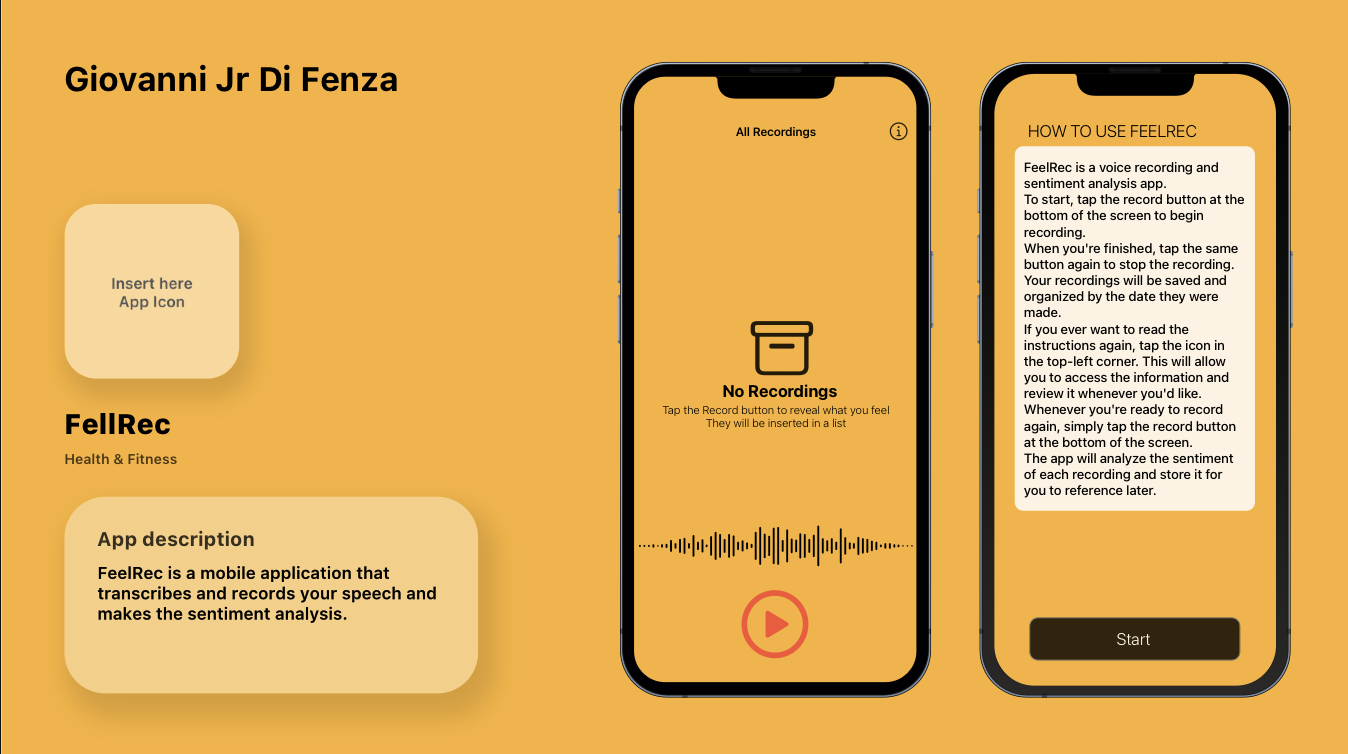 Giovanni Jr Di Fenza
Insert here
App Icon
FellRec
Health & Fitness
App description
FeelRec is a mobile application that
transcribes and records your speech and
makes the sentiment analysis.
All Recordings
No Recordings
Tap the Record button to reveal what you feel
They will be inserted in a list
HOW TO USE FEELREC
FeelRec is a voice recording and
sentiment analysis app.
To start, tap the record button at the
bottom of the screen to begin
recording.
When you're finished, tap the same
button again to stop the recording.
Your recordings will be saved and
organized by the date they were
made.
If you ever want to read the
instructions again, tap the icon in
the top-left corner. This will allow
you to access the information and
review it whenever you'd like.
Whenever you're ready to record
again, simply tap the record button
at the bottom of the screen.
The app will analyze the sentiment
of each recording and store it for
you to reference later.
Start